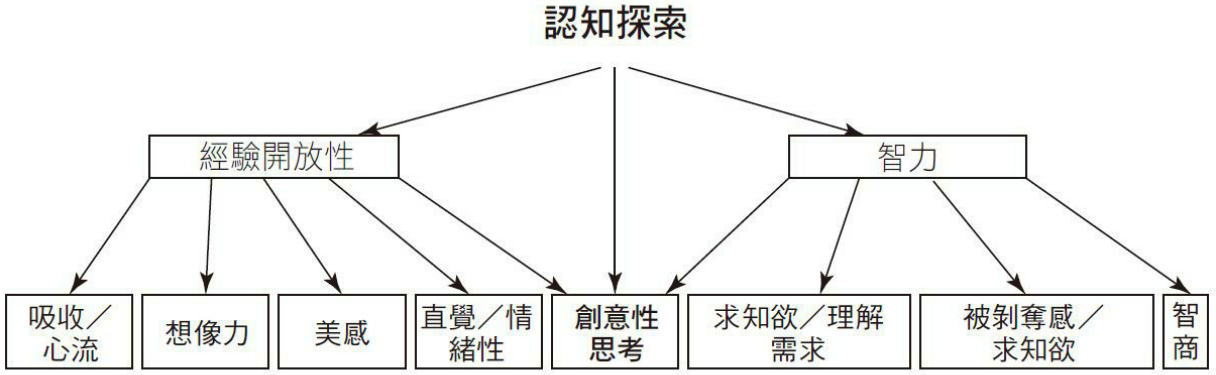 認知探索
經驗開放性
智力
吸收／
心流
想像力
美感
直覺／情
緒性
創意性
思考
求知欲／理解
需求
被剝奪感／
求知欲
智
商